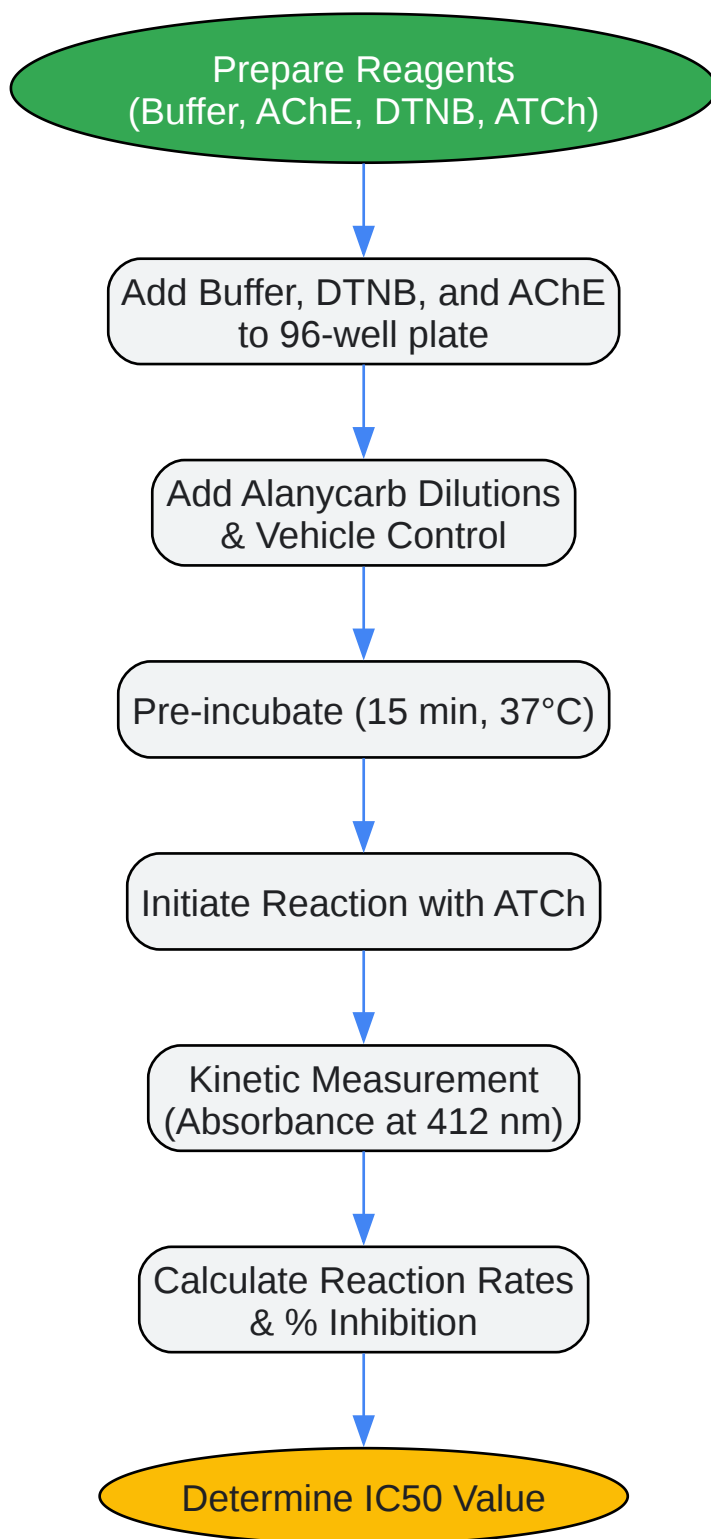 Prepare Reagents
(Buffer, AChE, DTNB, ATCh)
Add Buffer, DTNB, and AChE
to 96-well plate
Add Alanycarb Dilutions
& Vehicle Control
Pre-incubate (15 min, 37°C)
Initiate Reaction with ATCh
Kinetic Measurement
(Absorbance at 412 nm)
Calculate Reaction Rates
& % Inhibition
Determine IC50 Value